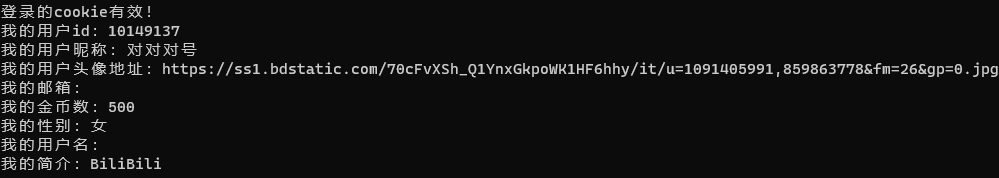 登录的cookie有效!
我的用户id: 10149137
我的用户昵称: 对对对号
我的用户头像地址: https://ss1.bdstatic.com/70cFvXSh_Q1YnxGkpoWK1HF6hhy/it/u=1091405991,859863778&fm=26&gp=0.jpg
我的邮箱:
我的金币数: 500
我的性别: 女
我的用户名:
我的简介: BiliBili